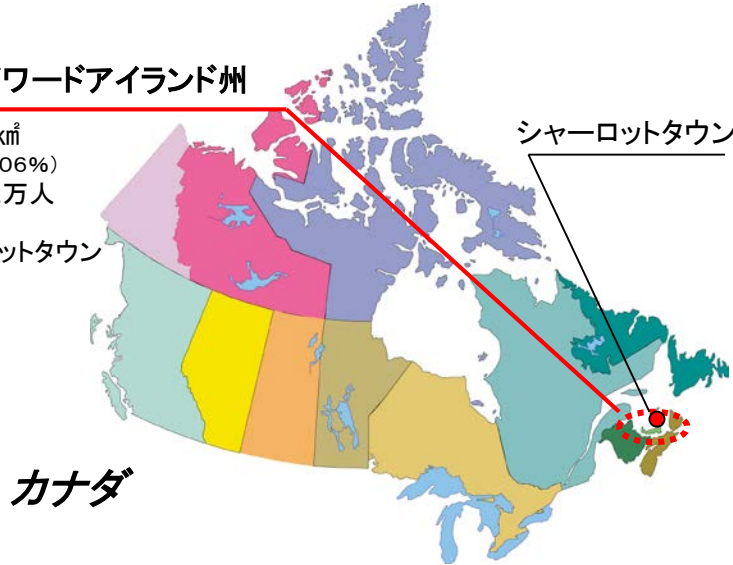 ワードアイランド州
k㎡
06%)
万人
ットタウン
シャーロットタウン
カナダ